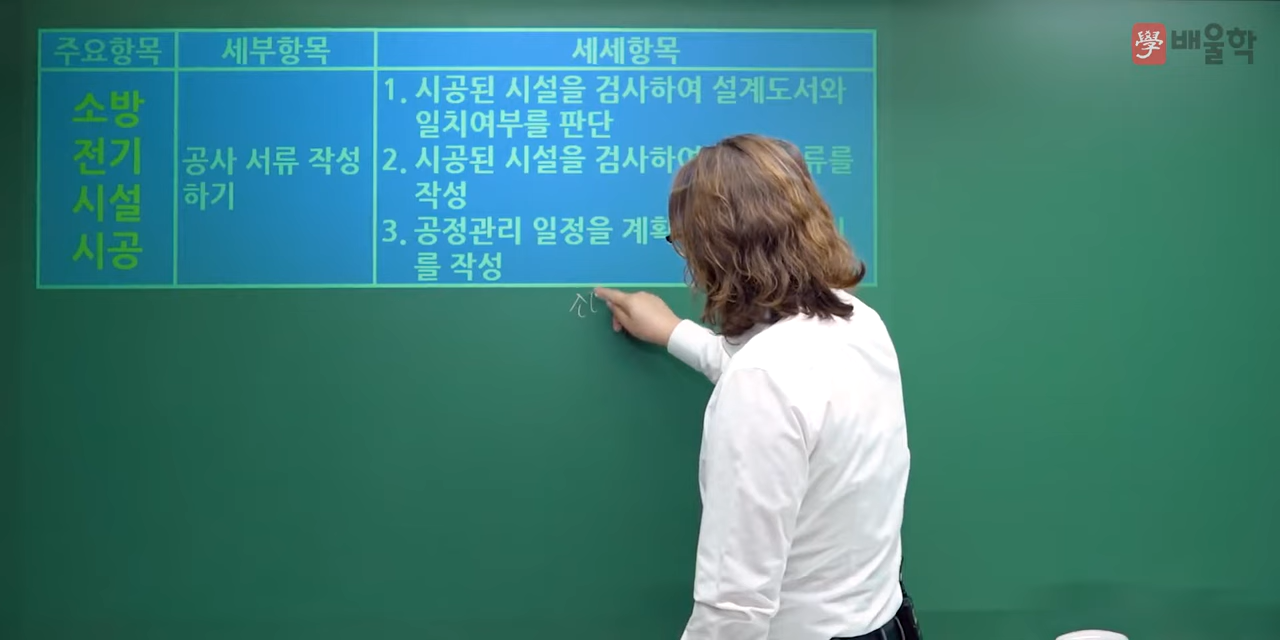 學 배울학
주요항목 세부항목 세세항목
소방
전기
시설
시공
공사 서류 작성
하기
1. 시공된 시설을 검사하여 설계도서와
일치여부를 판단
2. 시공된 시설을 검사하여
작성
3. 공정관리 일정을
를 작성